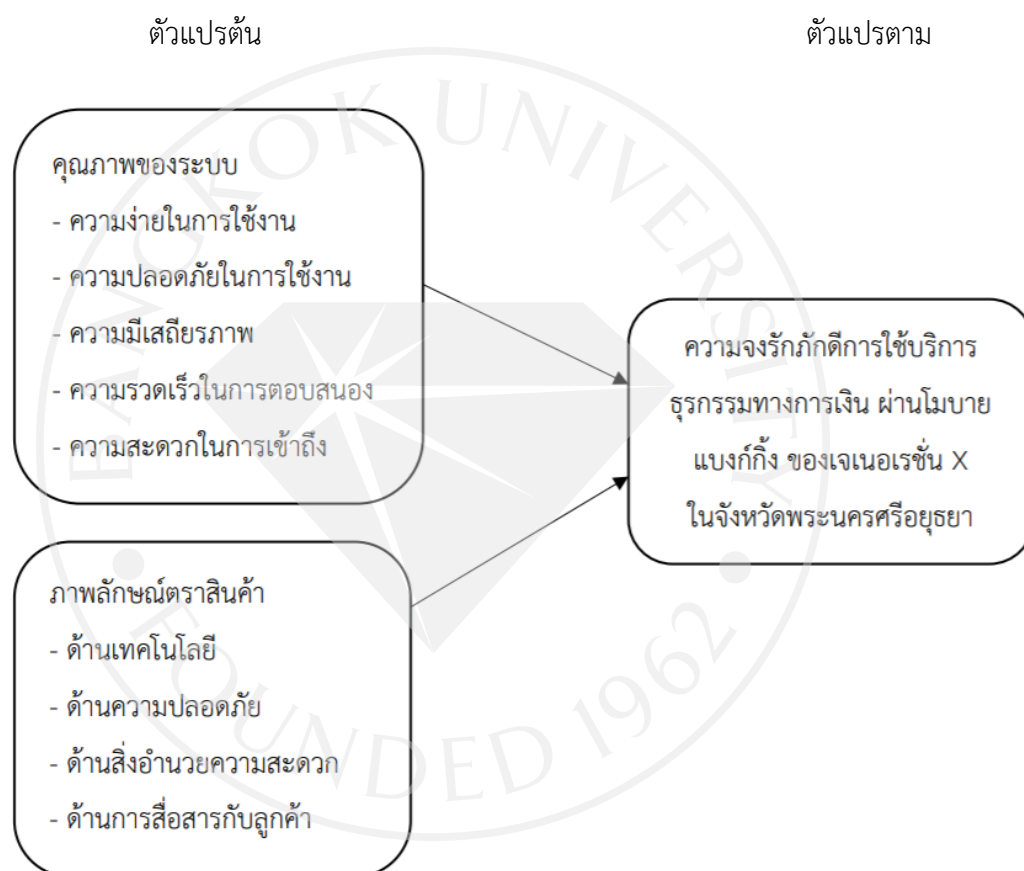 ตัวแปรต้น
ตัวแปรตาม
คุณภาพของระบบ
- ความง่ายในการใช้งาน
- ความปลอดภัยในการใช้งาน
- ความมีเสถียรภาพ
- ความรวดเร็วในการตอบสนอง
- ความสะดวกในการเข้าถึง
ความจงรักภักดีการใช้บริการ
ธุรกรรมทางการเงิน ผ่านโมบาย
แบงก์กิ้ง ของเจเนอเรชั่น X
ในจังหวัดพระนครศรีอยุธยา
ภาพลักษณ์ตราสินค้า
- ด้านเทคโนโลยี
- ด้านความปลอดภัย
- ด้านสิ่งอำนวยความสะดวก
- ด้านการสื่อสารกับลูกค้า
BANGKOK UNIVERSITY
FOUNDED 1962